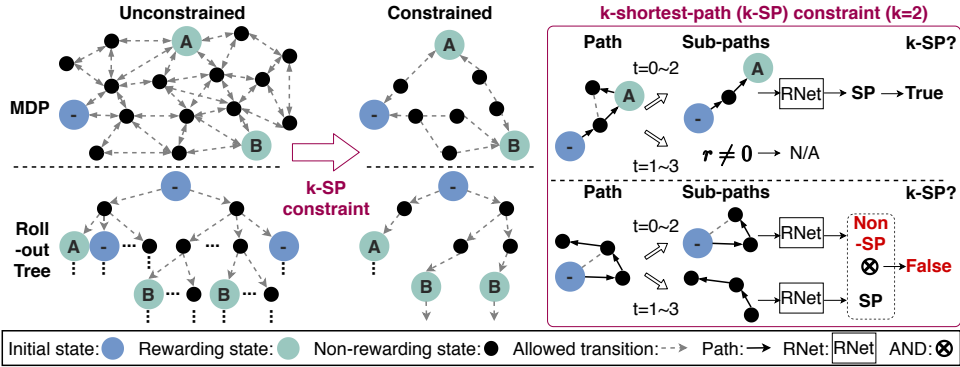 Unconstrained
Constrained
MDP
A
-
B
A
-
B
k-SP
constraint
Roll
-out
Tree
-
A
-
...
...
-
B
...
B
...
-
A
B
B
k-shortest-path (k-SP) constraint (k=2)
Path
Sub-paths
k-SP?
t=0~2
A
-
A
-
RNet
SP
True
t=1~3
r ≠ 0
N/A
Path
Sub-paths
k-SP?
t=0~2
-
-
RNet
Non
-SP
⊗
False
t=1~3
RNet
SP
Initial state:
-
Rewarding state:
Non-rewarding state:
Allowed transition:
Path:
RNet:
RNet
AND:
⊗